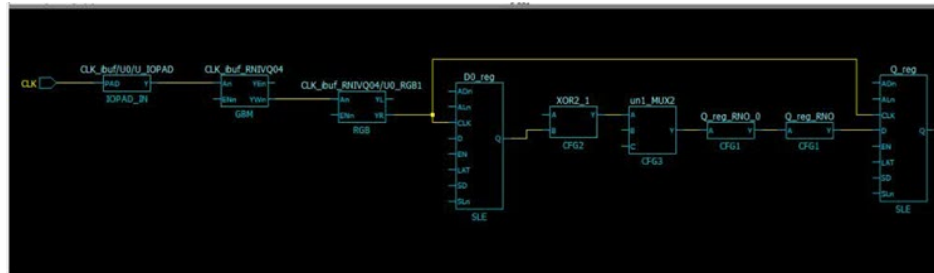 CLK
CLK_ibuf/U0/U_IOPAD
PAD Y
IOPAD_IN
CLK_ibuf_RNIVQ04
An YEn
ENn YWn
GBM
CLK_ibuf_RNIVQ04/U0_RGB1
An YL
ENn YR
RGB
D0_reg
ADn
ALn
CLK
D Q
EN
LAT
SD
SLn
SLE
XOR2_1
A Y
B
CFG2
un1_MUX2
A
B Y
C
CFG3
Q_reg_RNO_0
A Y
CFG1
Q_reg_RNO
A Y
CFG1
Q_reg
ADn
ALn
CLK
D Q
EN
LAT
SD
SLn
SLE